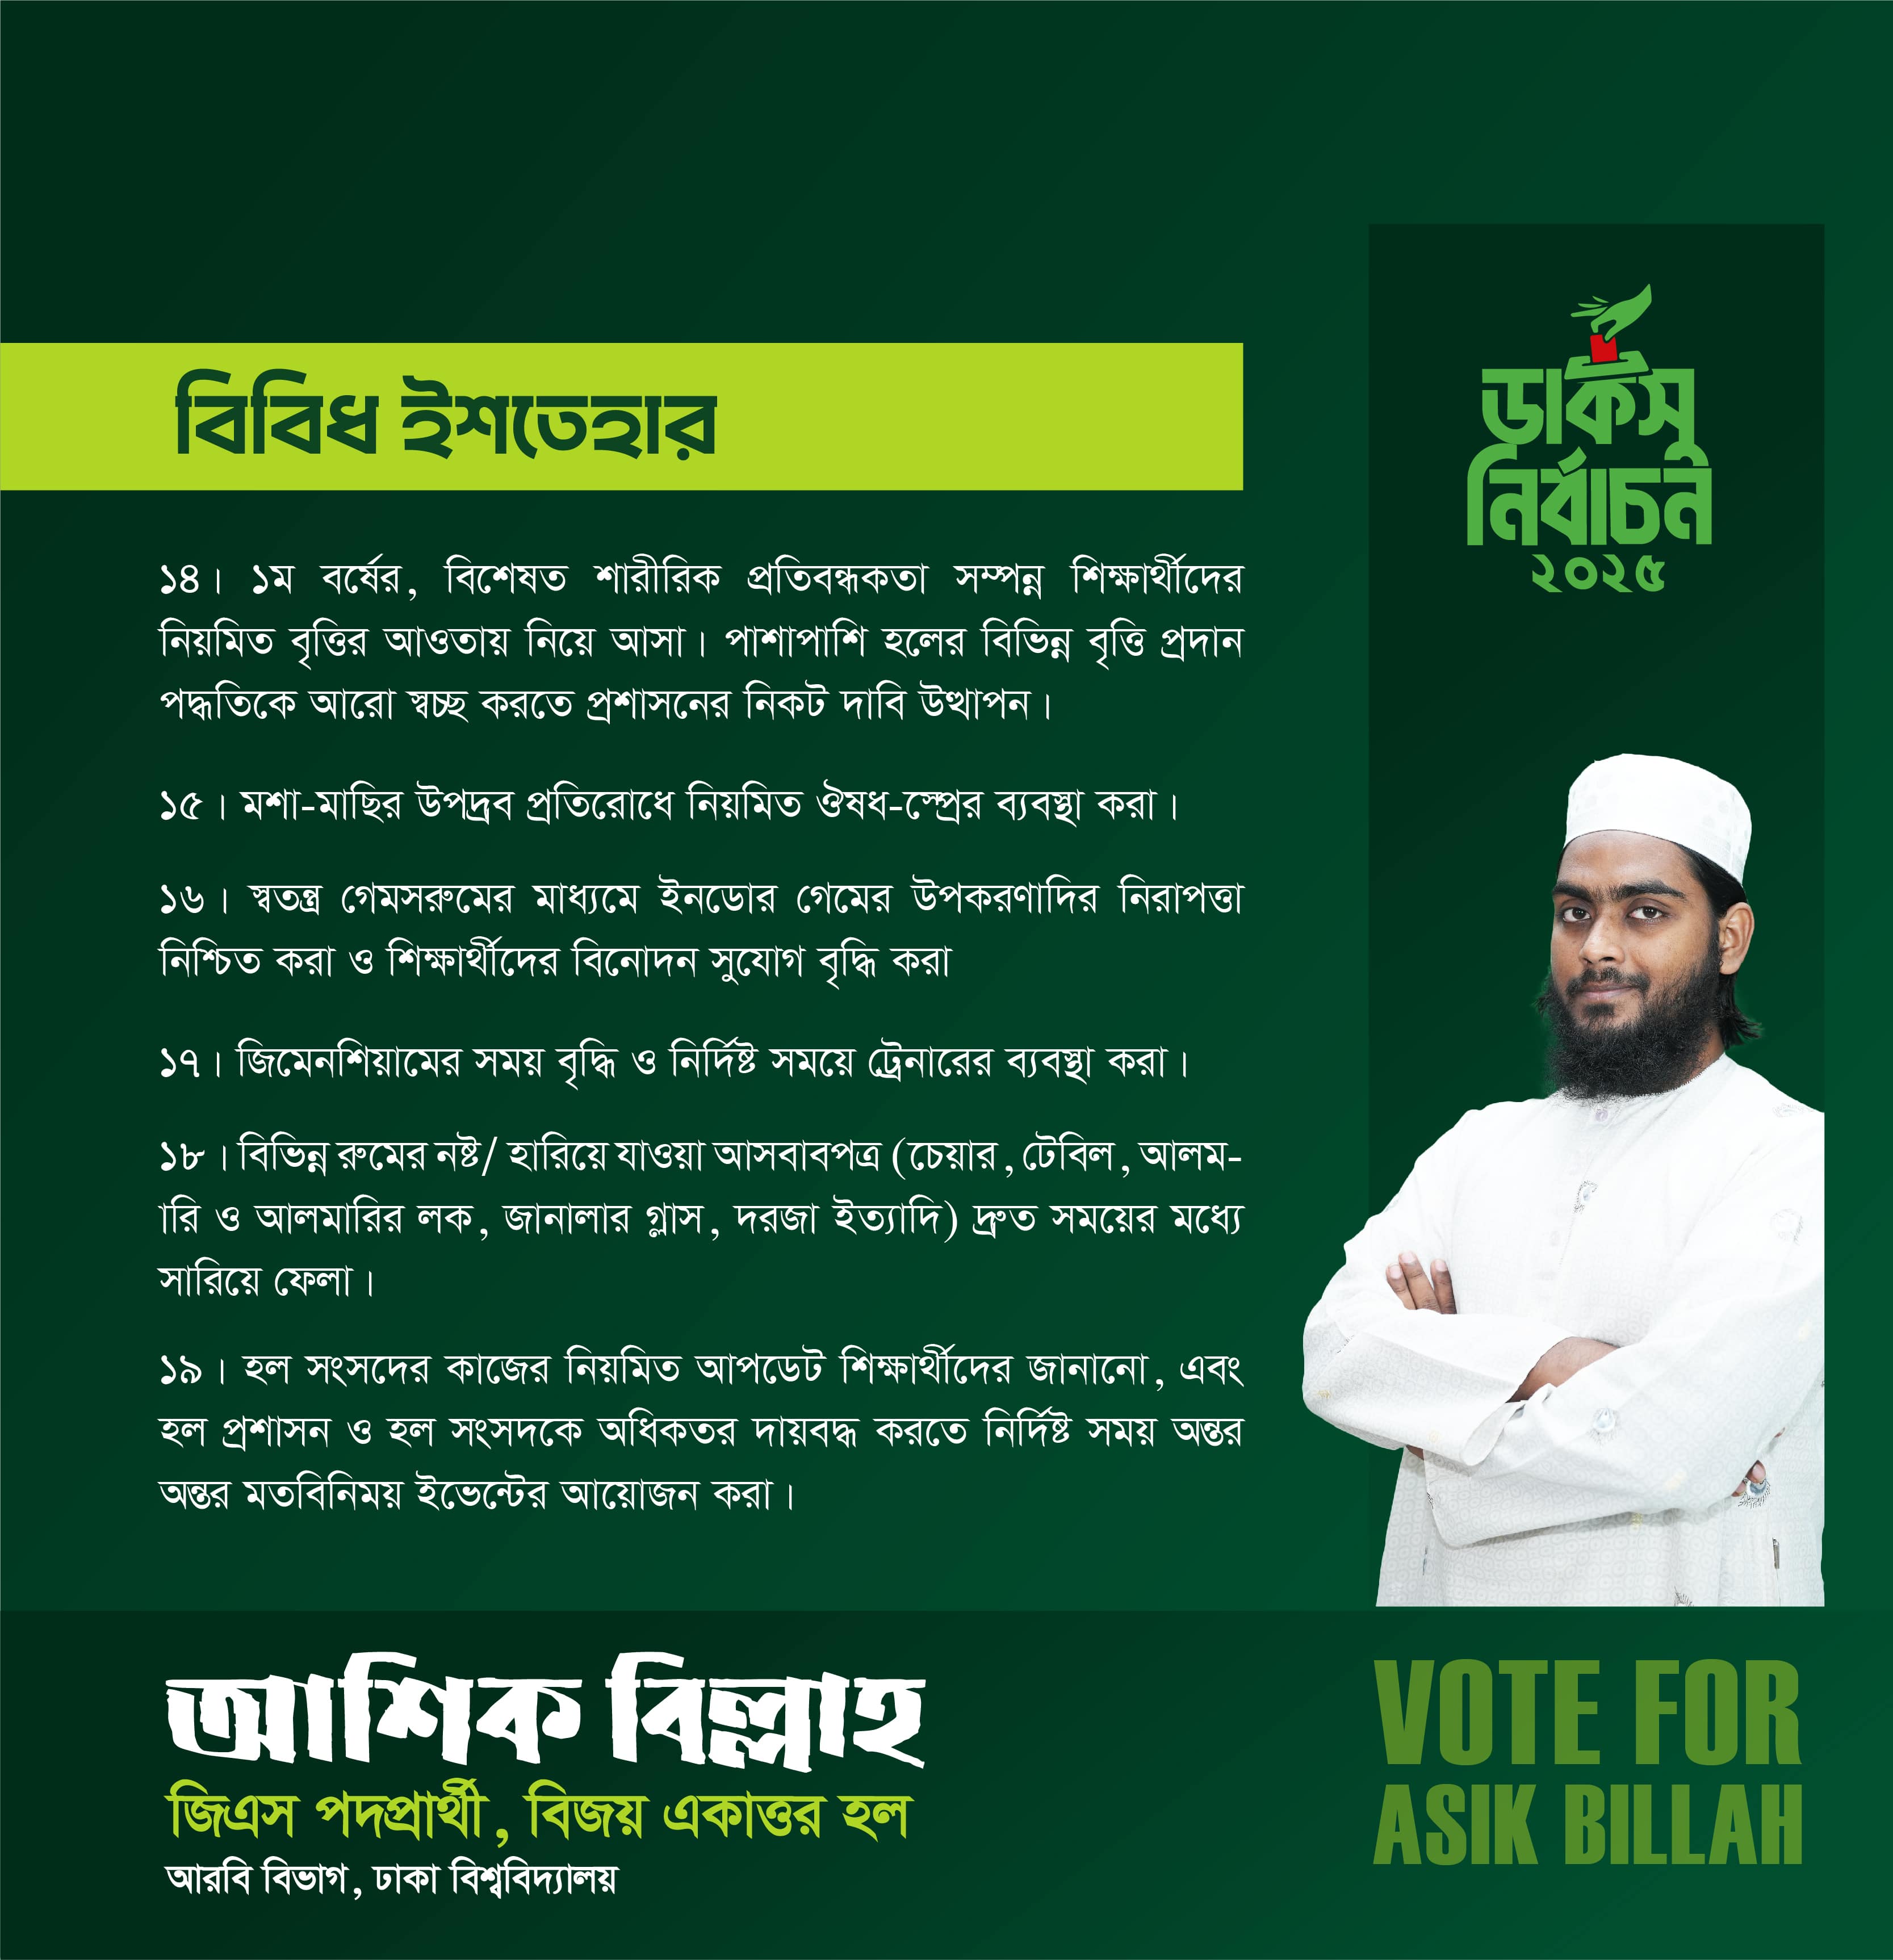 ডাকসু
নির্বাচন
২০২৫
বিবিধ ইশতেহার
১৪। ১ম বর্ষের, বিশেষত শারীরিক প্রতিবন্ধকতা সম্পন্ন শিক্ষার্থীদের
নিয়মিত বৃত্তির আওতায় নিয়ে আসা। পাশাপাশি হলের বিভিন্ন বৃত্তি প্রদান
পদ্ধতিকে আরো স্বচ্ছ করতে প্রশাসনের নিকট দাবি উত্থাপন।
১৫। মশা-মাছির উপদ্রব প্রতিরোধে নিয়মিত ঔষধ-স্প্রের ব্যবস্থা করা।
১৬। স্বতন্ত্র গেমসরুমের মাধ্যমে ইনডোর গেমের উপকরণাদির নিরাপত্তা
নিশ্চিত করা ও শিক্ষার্থীদের বিনোদন সুযোগ বৃদ্ধি করা
১৭। জিমেনশিয়ামের সময় বৃদ্ধি ও নির্দিষ্ট সময়ে ট্রেনারের ব্যবস্থা করা।
১৮। বিভিন্ন রুমের নষ্ট/ হারিয়ে যাওয়া আসবাবপত্র (চেয়ার, টেবিল, আলম-
ারি ও আলমারির লক, জানালার গ্লাস, দরজা ইত্যাদি) দ্রুত সময়ের মধ্যে
সারিয়ে ফেলা।
১৯। হল সংসদের কাজের নিয়মিত আপডেট শিক্ষার্থীদের জানানো, এবং
হল প্রশাসন ও হল সংসদকে অধিকতর দায়বদ্ধ করতে নির্দিষ্ট সময় অন্তর
অন্তর মতবিনিময় ইভেন্টের আয়োজন করা।
আশিক বিল্লাহ
জিএস পদপ্রার্থী, বিজয় একাত্তর হল
আরবি বিভাগ, ঢাকা বিশ্ববিদ্যালয়
VOTE FOR
ASIK BILLAH